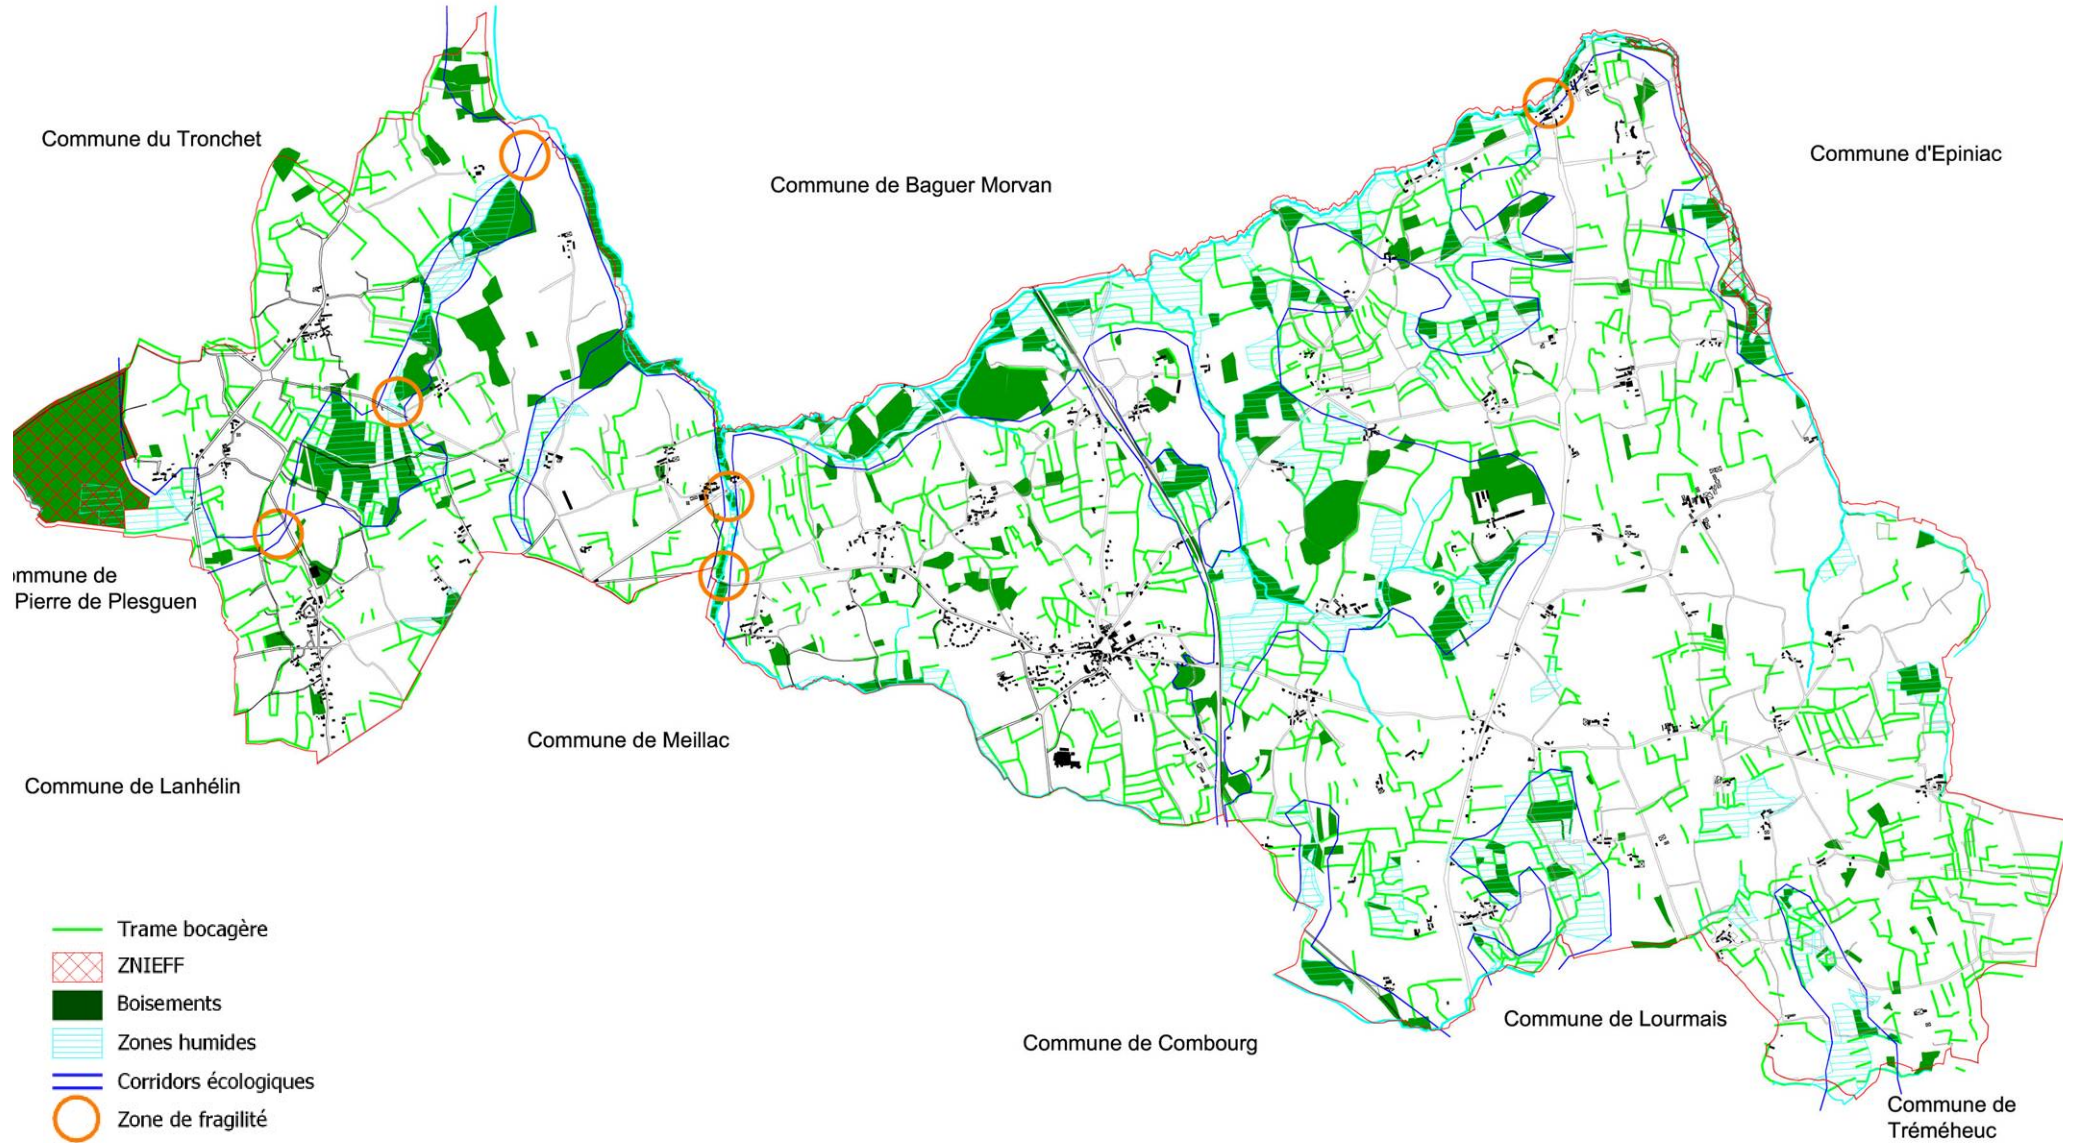 Commune du Tronchet
Commune de Baguer Morvan
Commune d'Epiniac
ommune de
Pierre de Plesguen
Commune de Meillac
Commune de Lanhélin
Trame bocagère
ZNIEFF
Boisements
Zones humides
Corridors écologiques
Zone de fragilité
Commune de Combourg
Commune de Lourmais
Commune de
Tréméheuc